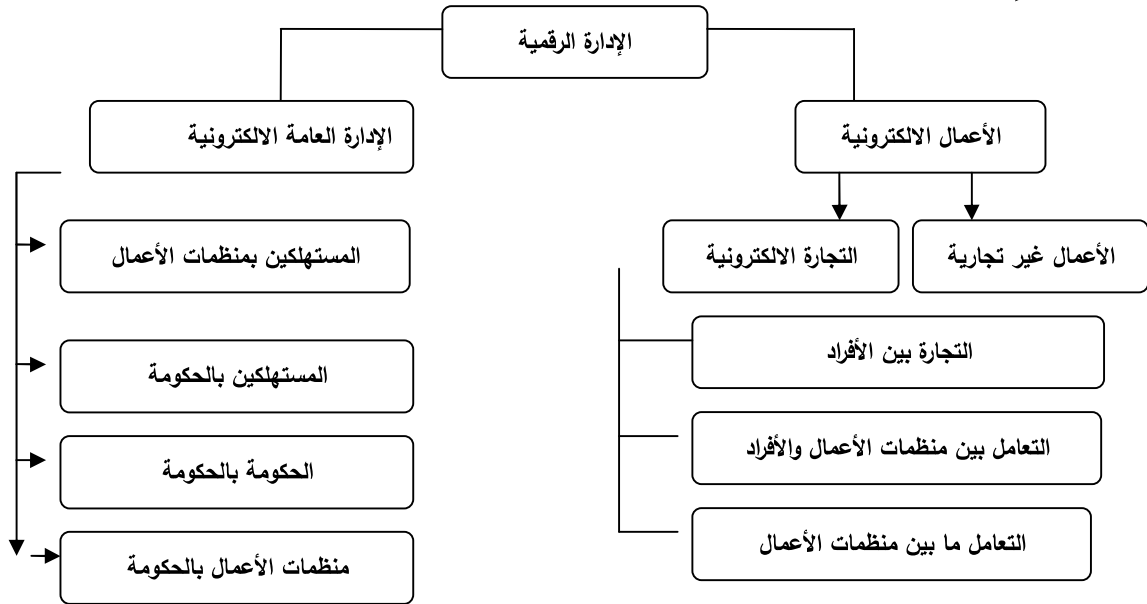 الإدارة الرقمية
الأعمال الالكترونية
الإدارة العامة الالكترونية
الأعمال غير تجارية
التجارة الالكترونية
المستهلكين بمنظمات الأعمال
التجارة بين الأفراد
المستهلكين بالحكومة
التعامل بين منظمات الأعمال والأفراد
الحكومة بالحكومة
التعامل ما بين منظمات الأعمال
منظمات الأعمال بالحكومة